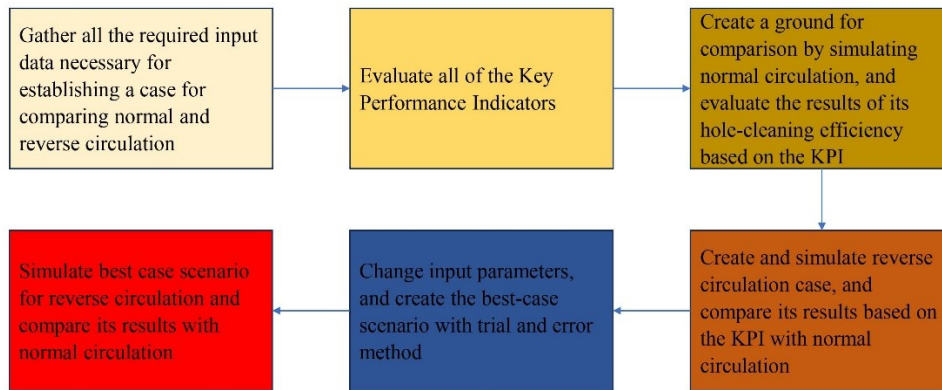 Gather all the required input
data necessary for
establishing a case for
comparing normal and
reverse circulation
Evaluate all of the Key
Performance Indicators
Create a ground for
comparison by simulating
normal circulation, and
evaluate the results of its
hole-cleaning efficiency
based on the KPI
Create and simulate reverse
circulation case, and
compare its results based on
the KPI with normal
circulation
Change input parameters,
and create the best-case
scenario with trial and error
method
Simulate best case scenario
for reverse circulation and
compare its results with
normal circulation